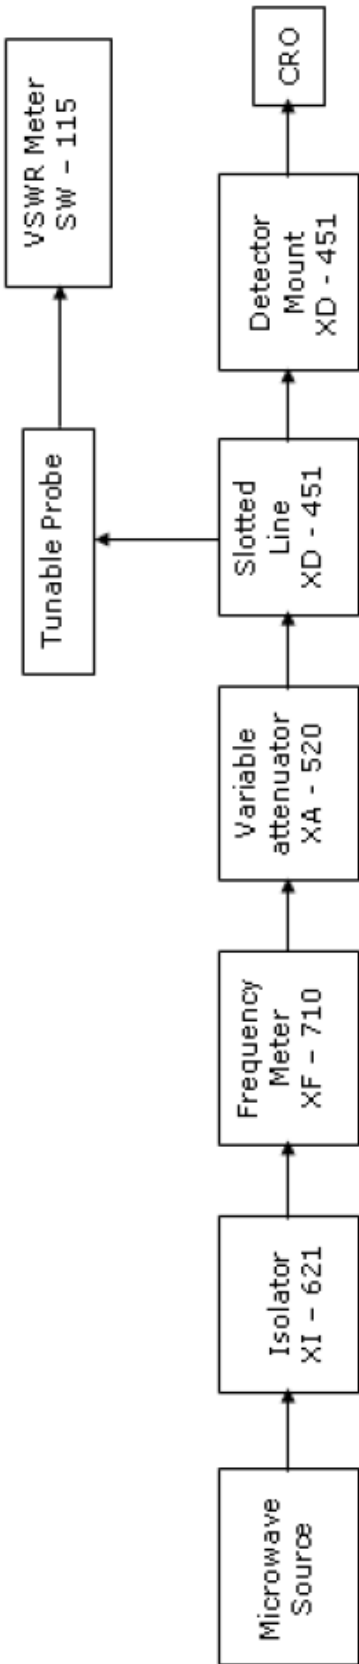 VSWR Meter
SW - 115
Tunable Probe
Microwave
Source
Isolator
XI - 621
Frequency
Meter
XF - 710
Variable
attenuator
XA - 520
Slotted
Line
XD - 451
Detector
Mount
XD - 451
CRO